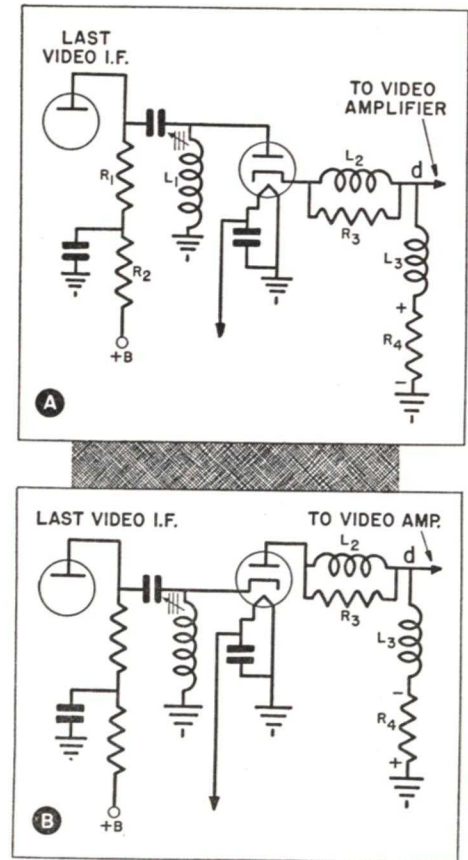 LAST
VIDEO I.F.
TO VIDEO
AMPLIFIER
R1
L1
L2
d
R3
L3
R2
+
R4
-
+B
A
LAST VIDEO I.F.
TO VIDEO AMP.
L2
d
R3
L3
-
R4
+
+B
B